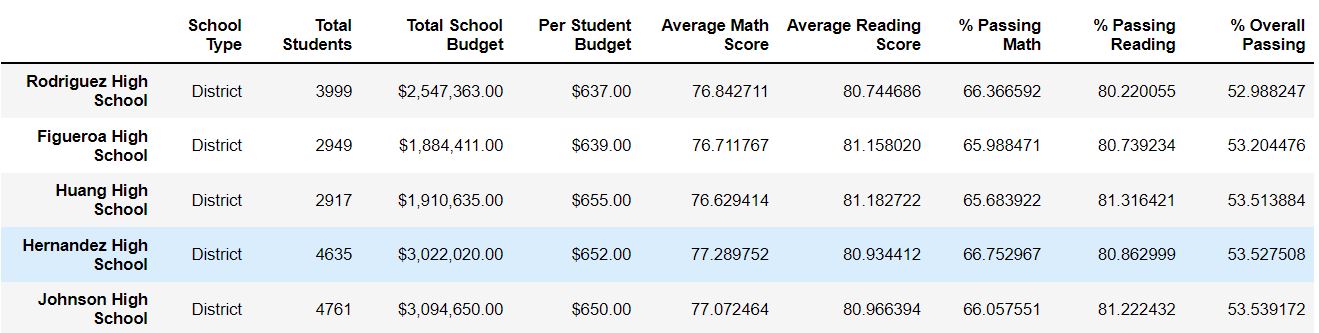 School Type Total Students Total School Budget Per Student Budget Average Math Score Average Reading Score % Passing Math % Passing Reading % Overall Passing
Rodriguez High School District 3999 $2,547,363.00 $637.00 76.842711 80.744686 66.366592 80.220055 52.988247
Figueroa High School District 2949 $1,884,411.00 $639.00 76.711767 81.158020 65.988471 80.739234 53.204476
Huang High School District 2917 $1,910,635.00 $655.00 76.629414 81.182722 65.683922 81.316421 53.513884
Hernandez High School District 4635 $3,022,020.00 $652.00 77.289752 80.934412 66.752967 80.862999 53.527508
Johnson High School District 4761 $3,094,650.00 $650.00 77.072464 80.966394 66.057551 81.222432 53.539172